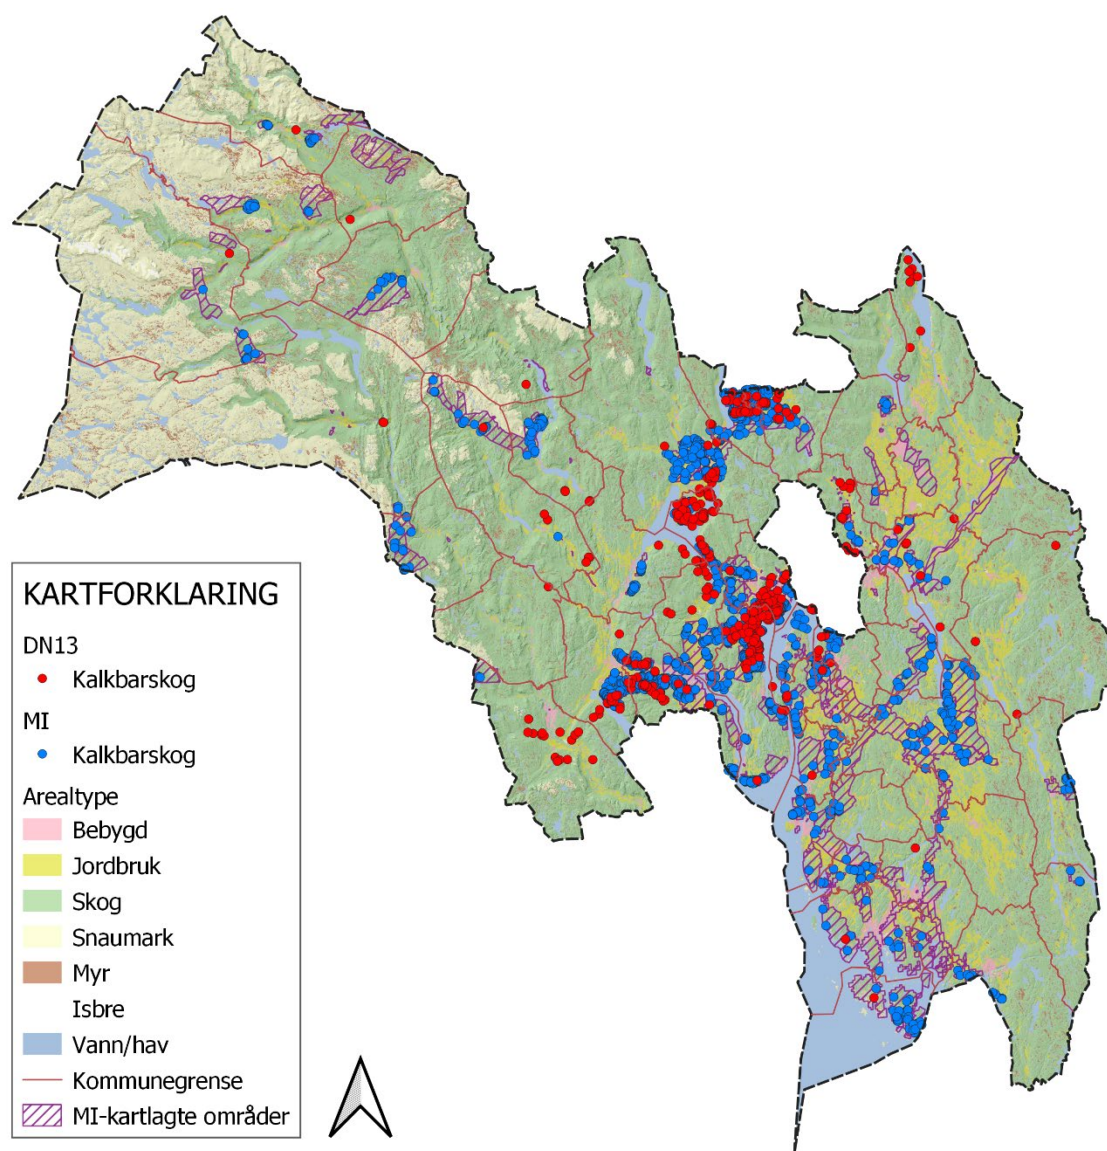 KARTFORKLARING
DN13
Kalkbarskog
MI
Kalkbarskog
Arealtype
Bebygd
Jordbruk
Skog
Snaumark
Myr
Isbre
Vann/hav
Kommunegrense
MI-kartlagte områder